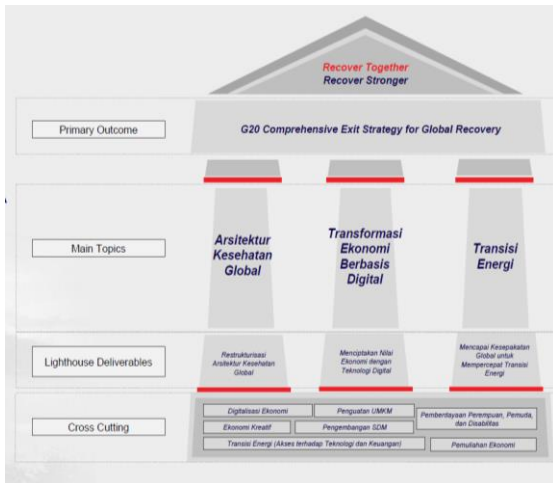 Recover Together
Recover Stronger
Primary Outcome
G20 Comprehensive Exit Strategy for Global Recovery
Main Topics
Arsitektur
Kesehatan
Global
Transformasi
Ekonomi
Berbasis
Digital
Transisi
Energi
Lighthouse Deliverables
Restrukturisasi
Arsitektur Kesehatan
Global
Menciptakan Nilai
Ekonomi dengan
Teknologi Digital
Mencapai Kesepakatan
Global untuk
Mempercepat Transisi
Energi
Cross Cutting
Digitalisasi Ekonomi
Penguatan UMKM
Pemberdayaan Perempuan, Pemuda,
dan Disabilitas
Ekonomi Kreatif
Pengembangan SDM
Transisi Energi (Akses terhadap Teknologi dan Keuangan)
Pemulihan Ekonomi